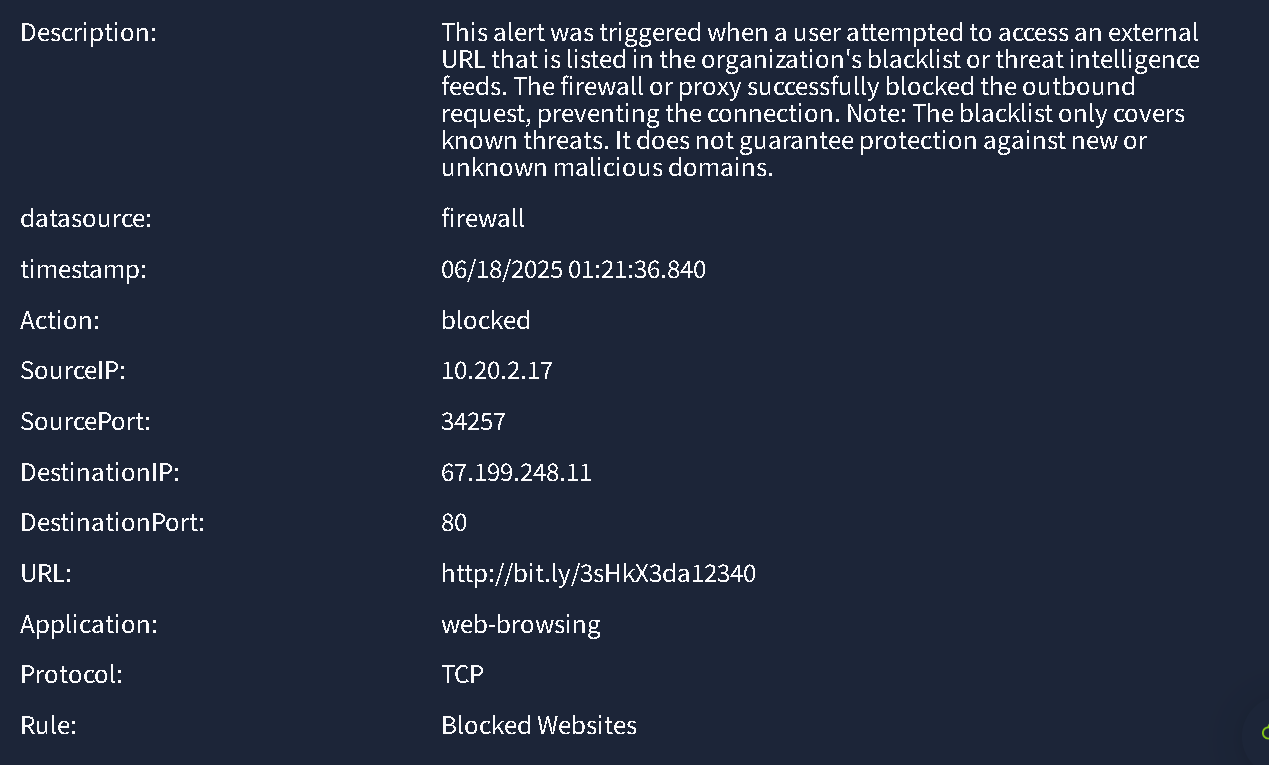 Description: This alert was triggered when a user attempted to access an external
URL that is listed in the organization's blacklist or threat intelligence
feeds. The firewall or proxy successfully blocked the outbound
request, preventing the connection. Note: The blacklist only covers
known threats. It does not guarantee protection against new or
unknown malicious domains.
datasource: firewall
timestamp: 06/18/2025 01:21:36.840
Action: blocked
SourceIP: 10.20.2.17
SourcePort: 34257
DestinationIP: 67.199.248.11
DestinationPort: 80
URL: http://bit.ly/3sHkX3da12340
Application: web-browsing
Protocol: TCP
Rule: Blocked Websites